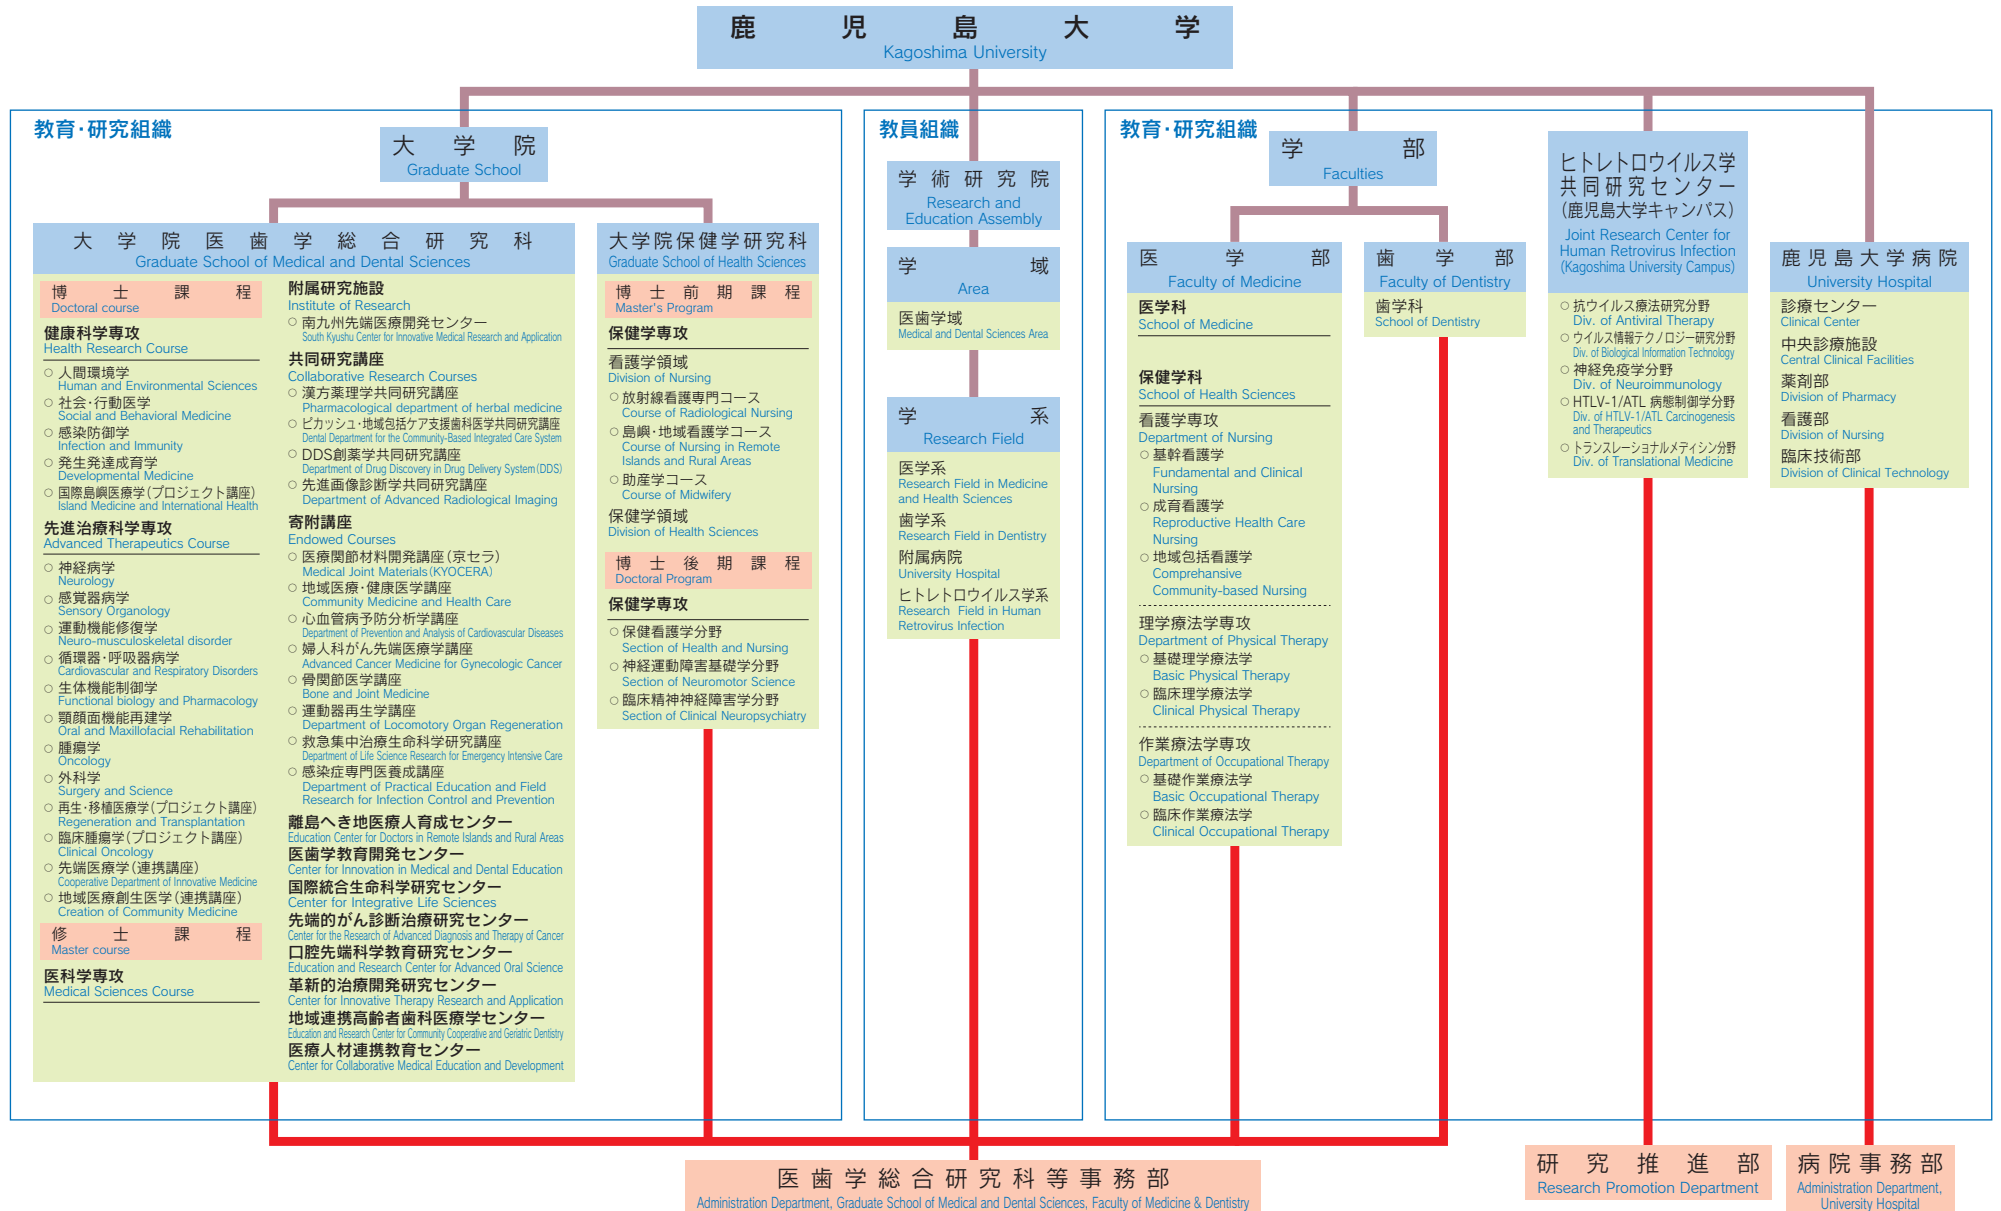 鹿児島大学
Kagoshima University
教育・研究組織
大学院
Graduate School
大学院医歯学総合研究科
Graduate School of Medical and Dental Sciences
博士課程
Doctoral course
健康科学専攻
Health Research Course
○ 人間環境学
Human and Environmental Sciences
○ 社会・行動医学
Social and Behavioral Medicine
○ 感染防御学
Infection and Immunity
○ 発生発達成育学
Developmental Medicine
○ 国際島嶼医療学(プロジェクト講座)
Island Medicine and International Health
先進治療科学専攻
Advanced Therapeutics Course
○ 神経病学
Neurology
○ 感覚器病学
Sensory Organology
○ 運動機能修復学
Neuro-musculoskeletal disorder
○ 循環器・呼吸器病学
Cardiovascular and Respiratory Disorders
○ 生体機能制御学
Functional biology and Pharmacology
○ 顎顔面機能再建学
Oral and Maxillofacial Rehabilitation
○ 腫瘍学
Oncology
○ 外科学
Surgery and Science
○ 再生・移植医療学(プロジェクト講座)
Regeneration and Transplantation
○ 臨床腫瘍学(プロジェクト講座)
Clinical Oncology
○ 先端医療学(連携講座)
Cooperative Department of Innovative Medicine
○ 地域医療創生医学(連携講座)
Creation of Community Medicine
修士課程
Master course
医科学専攻
Medical Sciences Course
附属研究施設
Institute of Research
○ 南九州先端医療開発センター
South Kyushu Center for Innovative Medical Research and Application
共同研究講座
Collaborative Research Courses
○ 漢方薬理学共同研究講座
Pharmacological department of herbal medicine
○ ピカッシュ・地域包括ケア支援歯科医学共同研究講座
Dental Department for the Community-Based Integrated Care System
○ DDS創薬学共同研究講座
Department of Drug Discovery in Drug Delivery System(DDS)
○ 先進画像診断学共同研究講座
Department of Advanced Radiological Imaging
寄附講座
Endowed Courses
○ 医療関節材料開発講座(京セラ)
Medical Joint Materials(KYOCERA)
○ 地域医療・健康医学講座
Community Medicine and Health Care
○ 心血管病予防分析学講座
Department of Prevention and Analysis of Cardiovascular Diseases
○ 婦人科がん先端医療学講座
Advanced Cancer Medicine for Gynecologic Cancer
○ 骨関節医学講座
Bone and Joint Medicine
○ 運動器再生学講座
Department of Locomotory Organ Regeneration
○ 救急集中治療生命科学研究講座
Department of Life Science Research for Emergency Intensive Care
○ 感染症専門医養成講座
Department of Practical Education and Field
Research for Infection Control and Prevention
離島へき地医療人育成センター
Education Center for Doctors in Remote Islands and Rural Areas
医歯学教育開発センター
Center for Innovation in Medical and Dental Education
国際統合生命科学研究センター
Center for Integrative Life Sciences
先端的がん診断治療研究センター
Center for the Research of Advanced Diagnosis and Therapy of Cancer
口腔先端科学教育研究センター
Education and Research Center for Advanced Oral Science
革新的治療開発研究センター
Center for Innovative Therapy Research and Application
地域連携高齢者歯科医療学センター
Education and Research Center for Community Cooperative and Geriatric Dentistry
医療人材連携教育センター
Center for Collaborative Medical Education and Development
大学院保健学研究科
Graduate School of Health Sciences
博士前期課程
Master's Program
保健学専攻
看護学領域
Division of Nursing
○ 放射線看護専門コース
Course of Radiological Nursing
○ 島嶼・地域看護学コース
Course of Nursing in Remote
Islands and Rural Areas
○ 助産学コース
Course of Midwifery
保健学領域
Division of Health Sciences
博士後期課程
Doctoral Program
保健学専攻
○ 保健看護学分野
Section of Health and Nursing
○ 神経運動障害基礎学分野
Section of Neuromotor Science
○ 臨床精神神経障害学分野
Section of Clinical Neuropsychiatry
教員組織
学術研究院
Research and
Education Assembly
学域
Area
医歯学域
Medical and Dental Sciences Area
学系
Research Field
医学系
Research Field in Medicine
and Health Sciences
歯学系
Research Field in Dentistry
附属病院
University Hospital
ヒトレトロウイルス学系
Research Field in Human
Retrovirus Infection
教育・研究組織
学部
Faculties
医学部
Faculty of Medicine
医学科
School of Medicine
保健学科
School of Health Sciences
看護学専攻
Department of Nursing
○ 基幹看護学
Fundamental and Clinical
Nursing
○ 成育看護学
Reproductive Health Care
Nursing
○ 地域包括看護学
Comprehansive
Community-based Nursing
理学療法学専攻
Department of Physical Therapy
○ 基礎理学療法学
Basic Physical Therapy
○ 臨床理学療法学
Clinical Physical Therapy
作業療法学専攻
Department of Occupational Therapy
○ 基礎作業療法学
Basic Occupational Therapy
○ 臨床作業療法学
Clinical Occupational Therapy
歯学部
Faculty of Dentistry
歯学科
School of Dentistry
ヒトレトロウイルス学
共同研究センター
(鹿児島大学キャンパス)
Joint Research Center for
Human Retrovirus Infection
(Kagoshima University Campus)
○ 抗ウイルス療法研究分野
Div. of Antiviral Therapy
○ ウイルス情報テクノロジー研究分野
Div. of Biological Information Technology
○ 神経免疫学分野
Div. of Neuroimmunology
○ HTLV-1/ATL 病態制御学分野
Div. of HTLV-1/ATL Carcinogenesis
and Therapeutics
○ トランスレーショナルメディシン分野
Div. of Translational Medicine
鹿児島大学病院
University Hospital
診療センター
Clinical Center
中央診療施設
Central Clinical Facilities
薬剤部
Division of Pharmacy
看護部
Division of Nursing
臨床技術部
Division of Clinical Technology
医歯学総合研究科等事務部
Administration Department, Graduate School of Medical and Dental Sciences, Faculty of Medicine & Dentistry
研究推進部
Research Promotion Department
病院事務部
Administration Department,
University Hospital